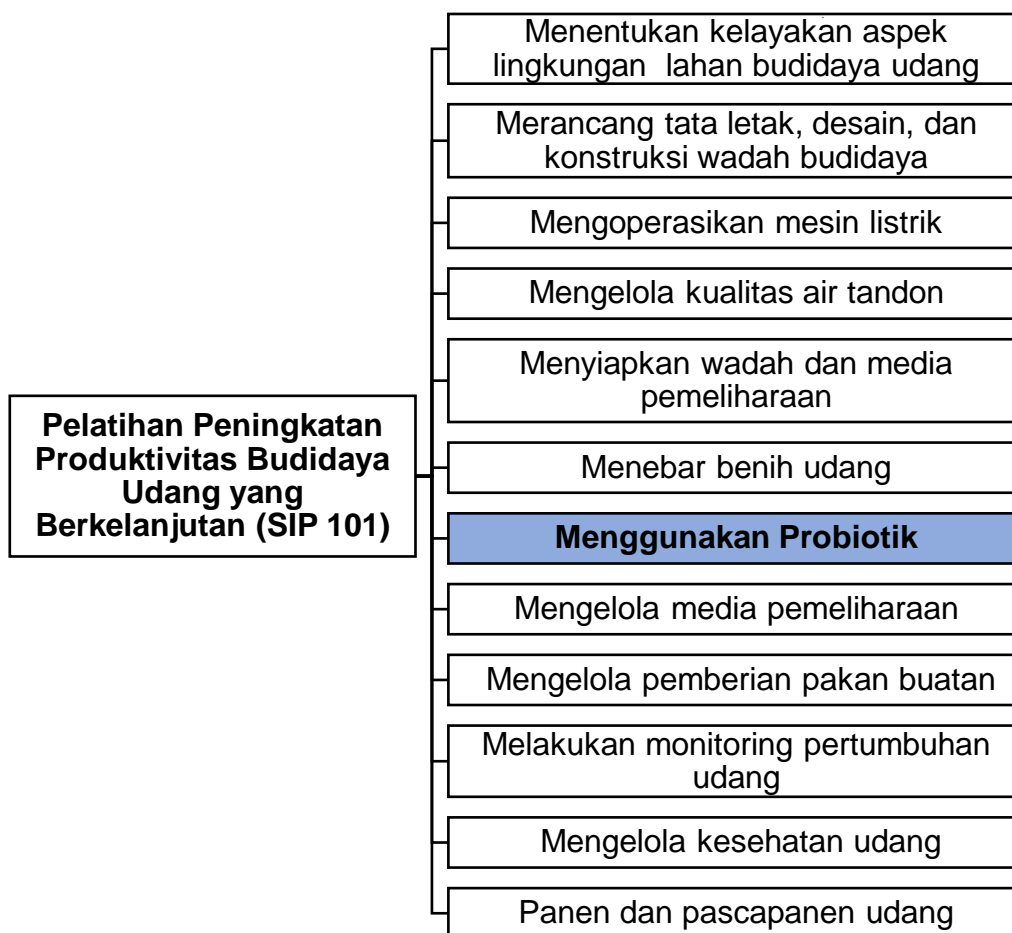 Menentukan kelayakan aspek
lingkungan lahan budidaya udang
Merancang tata letak, desain, dan
konstruksi wadah budidaya
Mengoperasikan mesin listrik
Mengelola kualitas air tandon
Menyiapkan wadah dan media
pemeliharaan
Pelatihan Peningkatan
Produktivitas Budidaya
Udang yang
Berkelanjutan (SIP 101)
Menebar benih udang
Menggunakan Probiotik
Mengelola media pemeliharaan
Mengelola pemberian pakan buatan
Melakukan monitoring pertumbuhan
udang
Mengelola kesehatan udang
Panen dan pascapanen udang